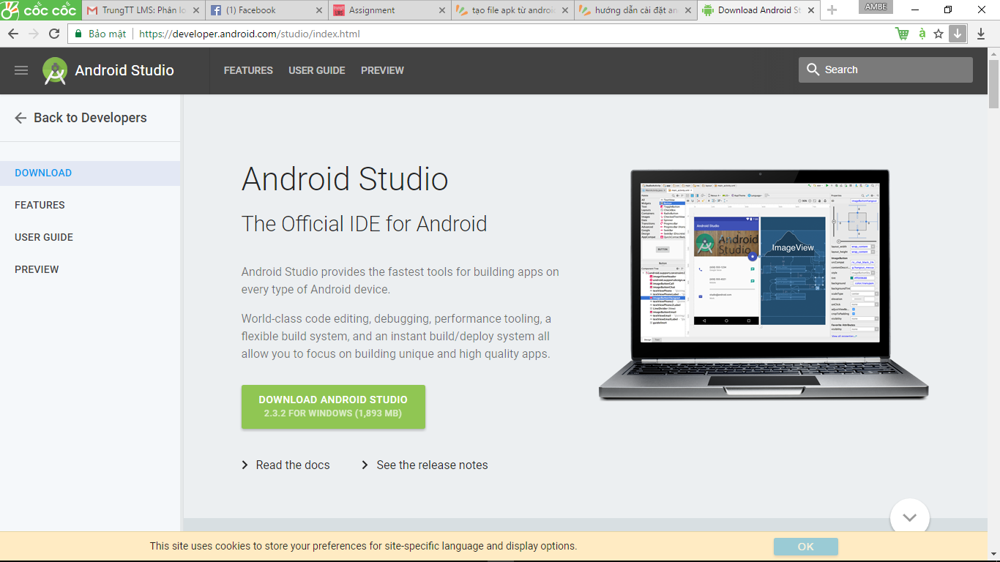 cốc cốc
TrungTT LMS: Phân lo
(1) Facebook
Assignment
tạo file apk từ android
hướng dẫn cài đặt an
Download Android St
AMBE
Bảo mật
https://developer.android.com/studio/index.html
à
Android Studio
FEATURES
USER GUIDE
PREVIEW
Search
Back to Developers
DOWNLOAD
FEATURES
USER GUIDE
PREVIEW
Android Studio
The Official IDE for Android
Android Studio provides the fastest tools for building apps on
every type of Android device.
World-class code editing, debugging, performance tooling, a
flexible build system, and an instant build/deploy system all
allow you to focus on building unique and high quality apps.
DOWNLOAD ANDROID STUDIO
2.3.2 FOR WINDOWS (1,893 MB)
Read the docs
See the release notes
Android Studio
Android
Studio
ImageView
BUTTON
Button
This site uses cookies to store your preferences for site-specific language and display options.
OK